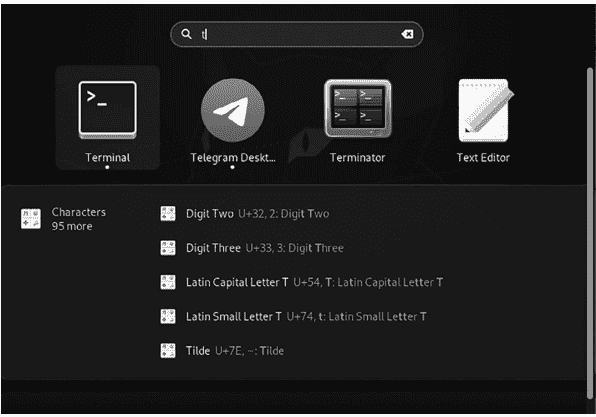 t
Terminal
Telegram Deskt...
Terminator
Text Editor
Characters
95 more
Digit Two U+32, 2: Digit Two
Digit Three U+33, 3: Digit Three
Latin Capital Letter T U+54, T: Latin Capital Letter T
Latin Small Letter T U+74, t: Latin Small Letter T
Tilde U+7E, ~: Tilde